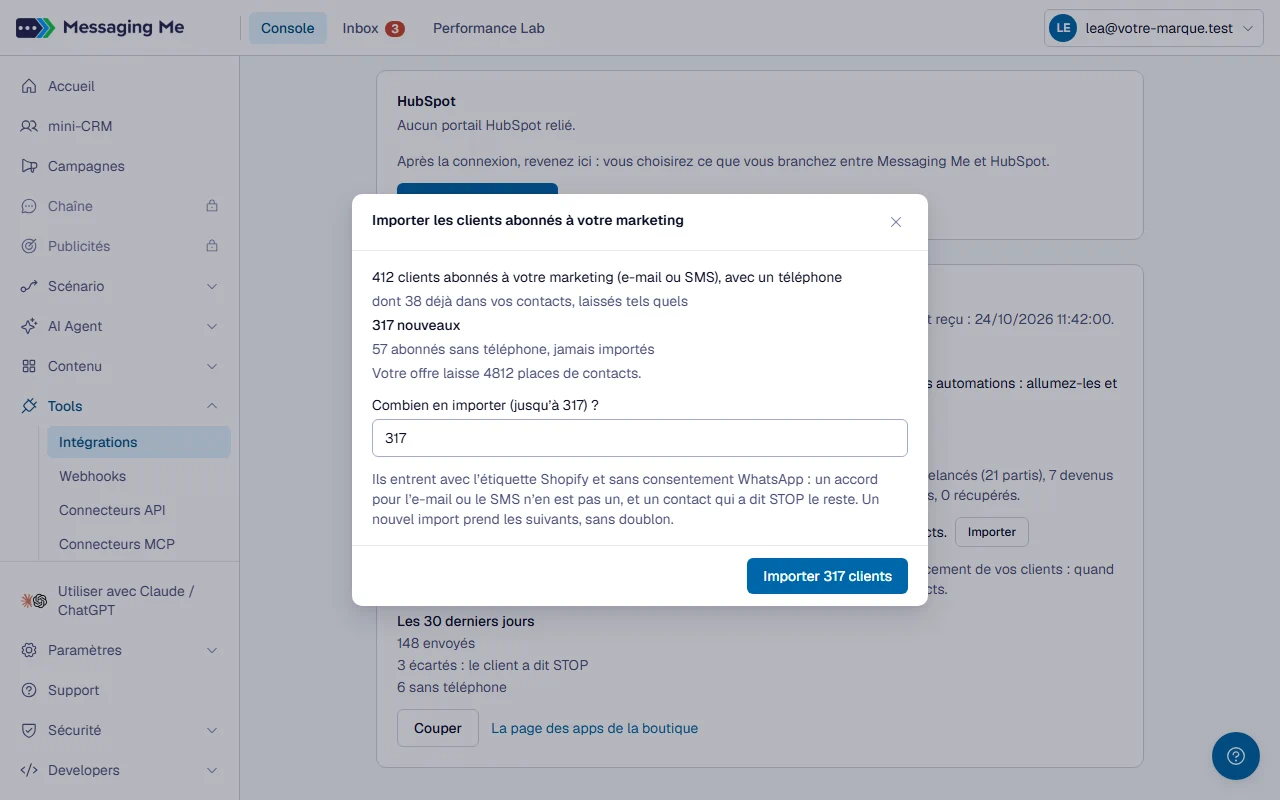 Messaging Me
Console
Inbox 3
Performance Lab
LE lea@votre-marque.test
Accueil
mini-CRM
Campagnes
Chaîne
Publicités
Scénario
AI Agent
Contenu
Tools
Intégrations
Webhooks
Connecteurs API
Connecteurs MCP
Utiliser avec Claude /
ChatGPT
Paramètres
Support
Sécurité
Developers
HubSpot
Aucun portail HubSpot relié.
Après la connexion, revenez ici : vous choisirez ce que vous branchez entre Messaging Me et HubSpot.
Importer les clients abonnés à votre marketing
412 clients abonnés à votre marketing (e-mail ou SMS), avec un téléphone
dont 38 déjà dans vos contacts, laissés tels quels
317 nouveaux
57 abonnés sans téléphone, jamais importés
Votre offre laisse 4812 places de contacts.
Combien en importer (jusqu'à 317) ?
317
Ils entrent avec l'étiquette Shopify et sans consentement WhatsApp : un accord
pour l'e-mail ou le SMS n'en est pas un, et un contact qui a dit STOP le reste. Un
nouvel import prend les suivants, sans doublon.
Importer 317 clients
t reçu : 24/10/2026 11:42:00.
s automations : allumez-les et
elancés (21 partis), 7 devenus
s, 0 récupérés.
cts. Importer
cement de vos clients : quand
cts.
Les 30 derniers jours
148 envoyés
3 écartés : le client a dit STOP
6 sans téléphone
Couper
La page des apps de la boutique